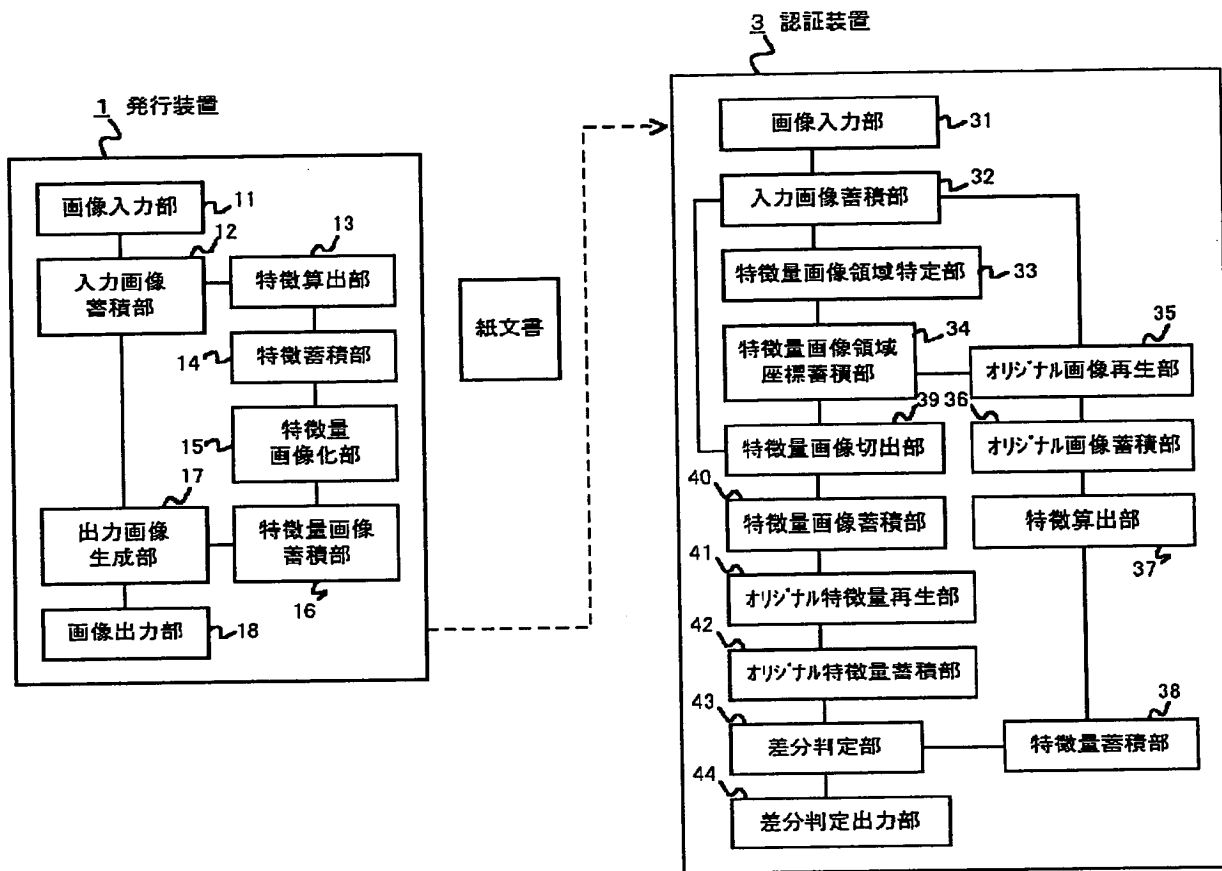 1 発行装置
画像入力部
11
12
入力画像
蓄積部
13
特徴算出部
14
特徴蓄積部
15
特徴量
画像化部
17
出力画像
生成部
特徴量画像
蓄積部
16
画像出力部
18
紙文書
3 認証装置
画像入力部
31
入力画像蓄積部
32
特徴量画像領域特定部
33
34
特徴量画像領域
座標蓄積部
35
オリジナル画像再生部
39
特徴量画像切出部
36
オリジナル画像蓄積部
40
特徴量画像蓄積部
特徴算出部
37
41
オリジナル特徴量再生部
42
オリジナル特徴量蓄積部
43
差分判定部
38
特徴量蓄積部
44
差分判定出力部